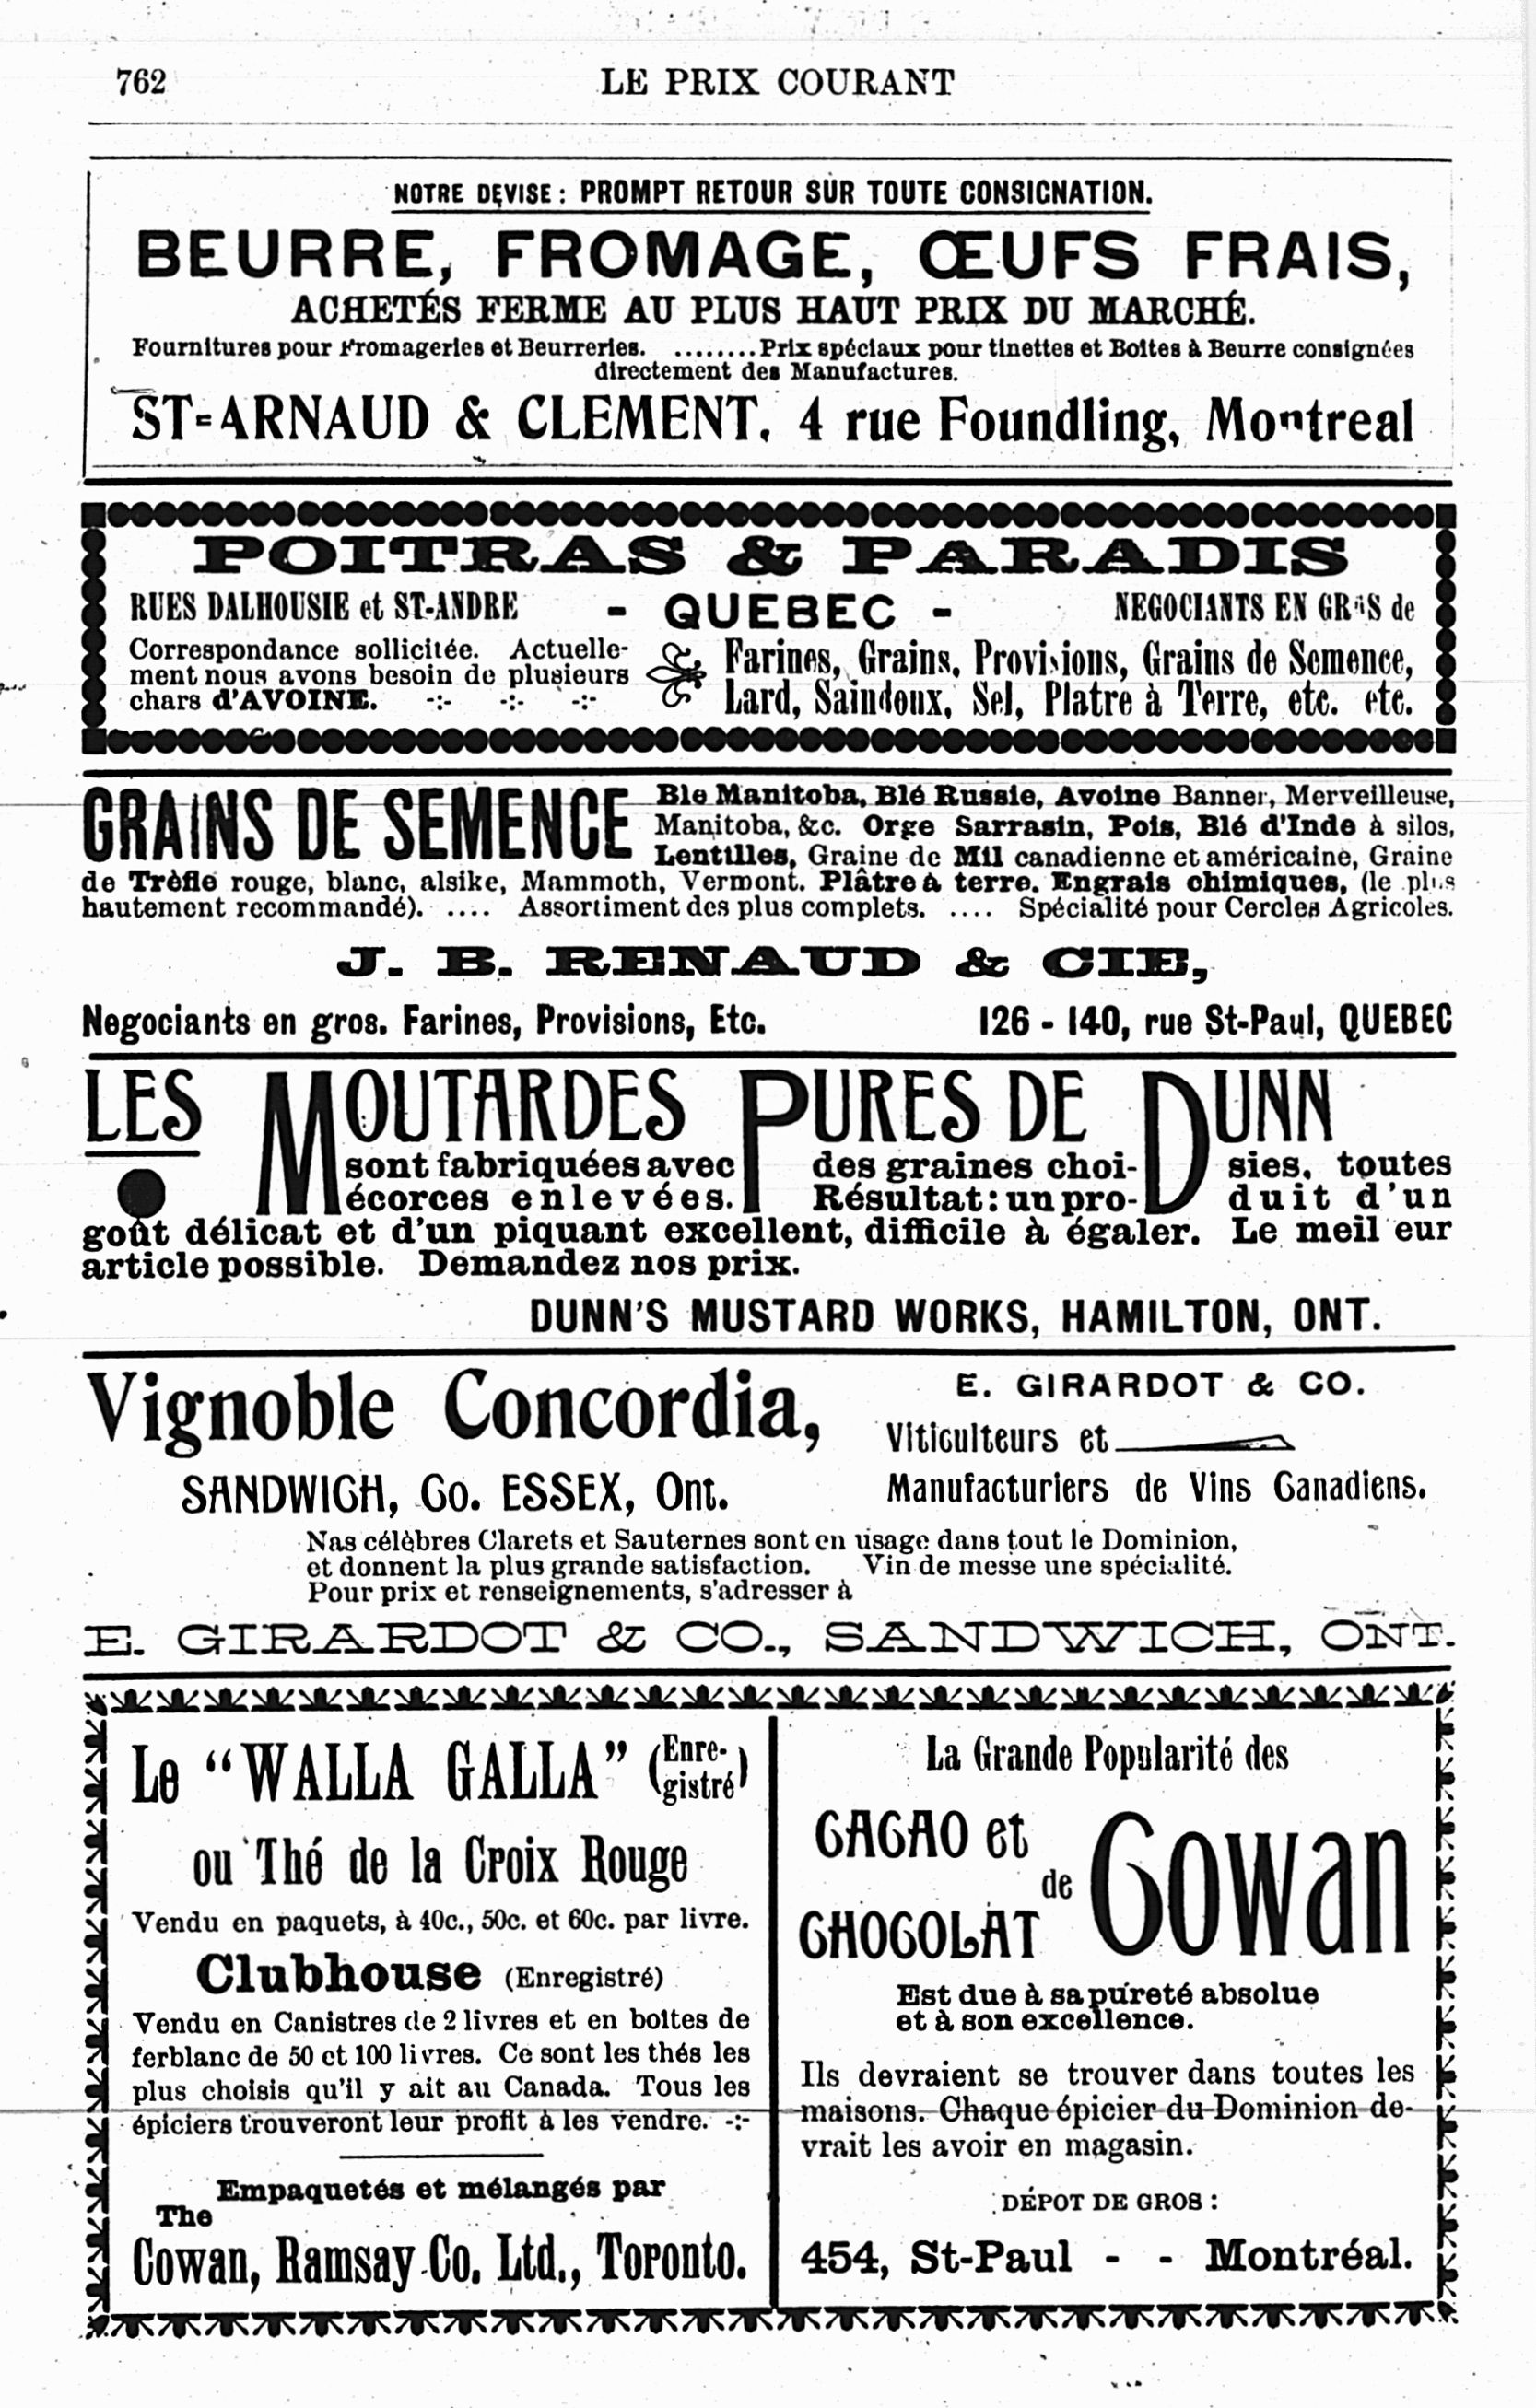 762
LE PRIX COURANT
NOTRE DEVISE : PROMPT RETOUR SUR TOUTE CONSIGNATION.
BEURRE, FROMAGE, ŒUFS FRAIS,
ACHETÉS FERME AU PLUS HAUT PRIX DU MARCHÉ.
Fournitures pour Fromageries et Beurreries. ........Prix spéciaux pour tinettes et Boites à Beurre consignées
directement des Manufactures.
ST-ARNAUD & CLEMENT, 4 rue Foundling, Montreal
POITRAS & PARADIS
RUES DALHOUSIE et ST-ANDRE - QUEBEC - NEGOCIANTS EN GROS de
Correspondance sollicitée. Actuelle-
ment nous avons besoin de plusieurs
chars d'AVOINE. -:- -:- -:-
Farines, Grains, Provisions, Grains de Semence,
Lard, Saindoux, Sel, Platre à Terre, etc. etc.
GRAINS DE SEMENCE
Ble Manitoba, Blé Russie, Avoine Banner, Merveilleuse,
Manitoba, &c. Orge Sarrasin, Pois, Blé d'Inde à silos,
Lentilles, Graine de Mil canadienne et américaine, Graine
de Trèfle rouge, blanc, alsike, Mammoth, Vermont. Plâtre à terre. Engrais chimiques, (le plus
hautement recommandé). .... Assortiment des plus complets. .... Spécialité pour Cercles Agricoles.
J. B. RENAUD & CIE,
Negociants en gros. Farines, Provisions, Etc. 126 - 140, rue St-Paul, QUEBEC
LES MOUTARDES PURES DE DUNN
sont fabriquées avec des graines choi- sies, toutes
écorces enlevées. Résultat: un pro- duit d'un
goût délicat et d'un piquant excellent, difficile à égaler. Le meil eur
article possible. Demandez nos prix.
DUNN'S MUSTARD WORKS, HAMILTON, ONT.
Vignoble Concordia,
SANDWICH, Co. ESSEX, Ont.
E. GIRARDOT & CO.
Viticulteurs et
Manufacturiers de Vins Canadiens.
Nas célèbres Clarets et Sauternes sont en usage dans tout le Dominion,
et donnent la plus grande satisfaction. Vin de messe une spécialité.
Pour prix et renseignements, s'adresser à
E. GIRARDOT & CO., SANDWICH, ONT.
Le "WALLA GALLA" (Enre-
gistré)
ou Thé de la Croix Rouge
Vendu en paquets, à 40c., 50c. et 60c. par livre.
Clubhouse (Enregistré)
Vendu en Canistres de 2 livres et en boites de
ferblanc de 50 et 100 livres. Ce sont les thés les
plus choisis qu'il y ait au Canada. Tous les
épiciers trouveront leur profit à les vendre. -:-
Empaquetés et mélangés par
The
Cowan, Ramsay Co. Ltd., Toronto.
La Grande Popularité des
CACAO et
CHOCOLAT
de Cowan
Est due à sa pureté absolue
et à son excellence.
Ils devraient se trouver dans toutes les
maisons. Chaque épicier du Dominion de-
vrait les avoir en magasin.
DÉPOT DE GROS :
454, St-Paul - - Montréal.